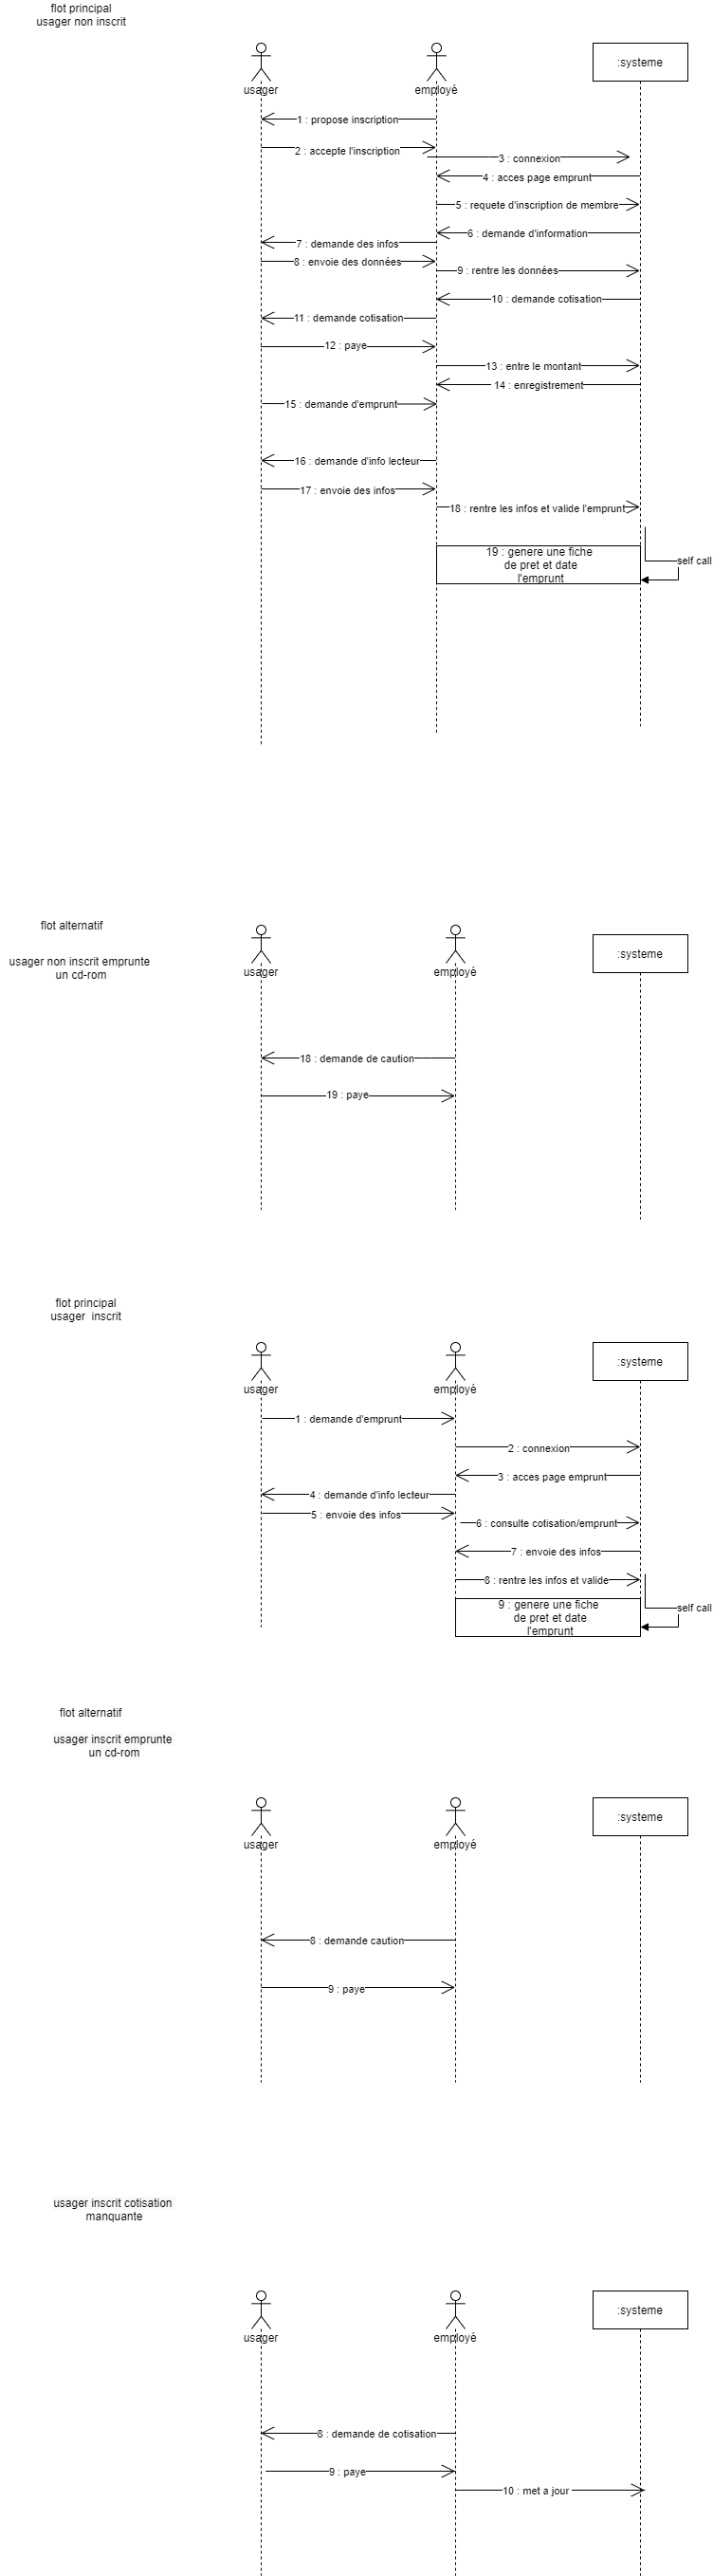 flot principal
usager non inscrit
:systeme
usager
employé
1 : propose inscription
2 : accepte l'inscription
3 : connexion
4 : acces page emprunt
5 : requete d'inscription de membre
6 : demande d'information
7 : demande des infos
8 : envoie des données
9 : rentre les données
10 : demande cotisation
11 : demande cotisation
12 : paye
13 : entre le montant
14 : enregistrement
15 : demande d'emprunt
16 : demande d'info lecteur
17 : envoie des infos
18 : rentre les infos et valide l'emprunt
19 : genere une fiche
de pret et date
l'emprunt
self call
flot alternatif
usager non inscrit emprunte
un cd-rom
:systeme
usager
employé
18 : demande de caution
19 : paye
flot principal
usager inscrit
:systeme
usager
employé
1 : demande d'emprunt
2 : connexion
3 : acces page emprunt
4 : demande d'info lecteur
5 : envoie des infos
6 : consulte cotisation/emprunt
7 : envoie des infos
8 : rentre les infos et valide
9 : genere une fiche
de pret et date
l'emprunt
self call
flot alternatif
usager inscrit emprunte
un cd-rom
:systeme
usager
employé
8 : demande caution
9 : paye
usager inscrit cotisation
manquante
:systeme
usager
employé
8 : demande de cotisation
9 : paye
10 : met a jour